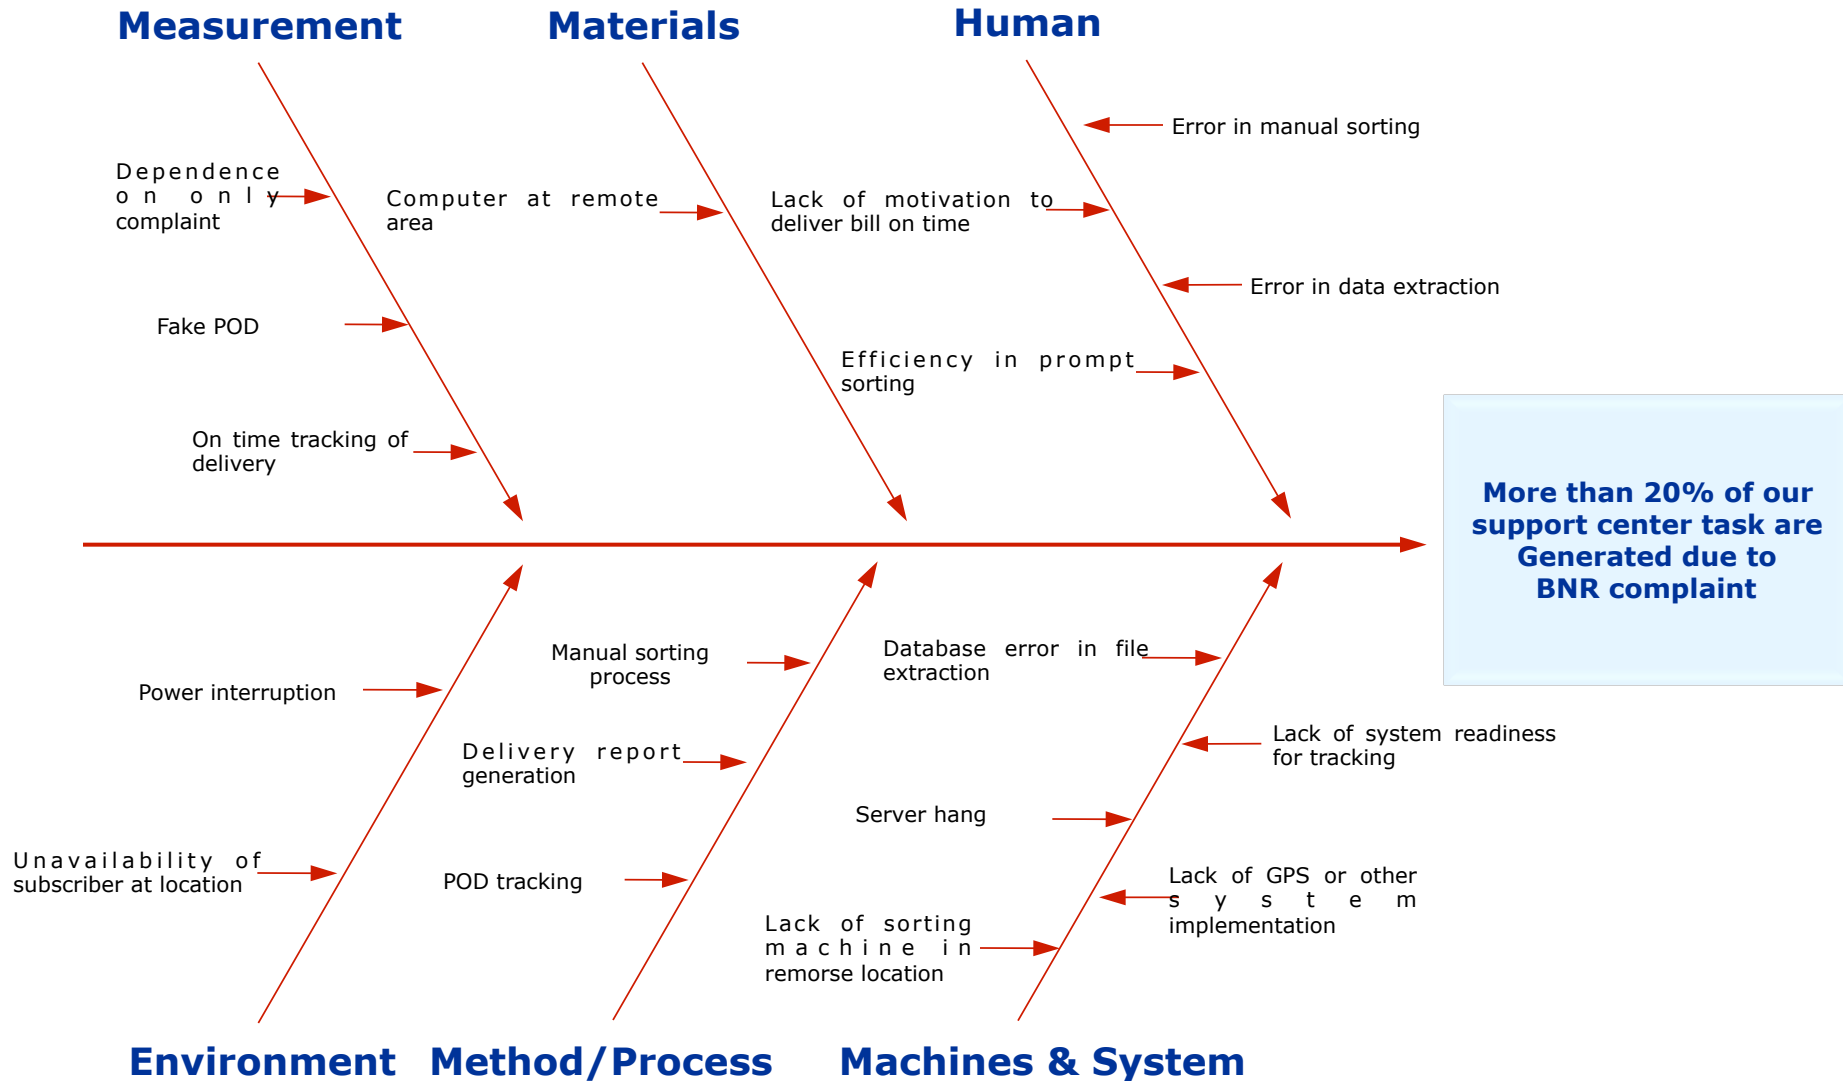 Measurement
Materials
Human
Error in manual sorting
Dependence
on only
complaint
Computer at remote
area
Lack of motivation to
deliver bill on time
Error in data extraction
Fake POD
Efficiency in prompt
sorting
On time tracking of
delivery
More than 20% of our
support center task are
Generated due to
BNR complaint
Power interruption
Manual sorting
process
Database error in file
extraction
Delivery report
generation
Lack of system readiness
for tracking
Server hang
Unavailability of
subscriber at location
POD tracking
Lack of GPS or other
system
implementation
Lack of sorting
machine in
remorse location
Environment
Method/Process
Machines & System